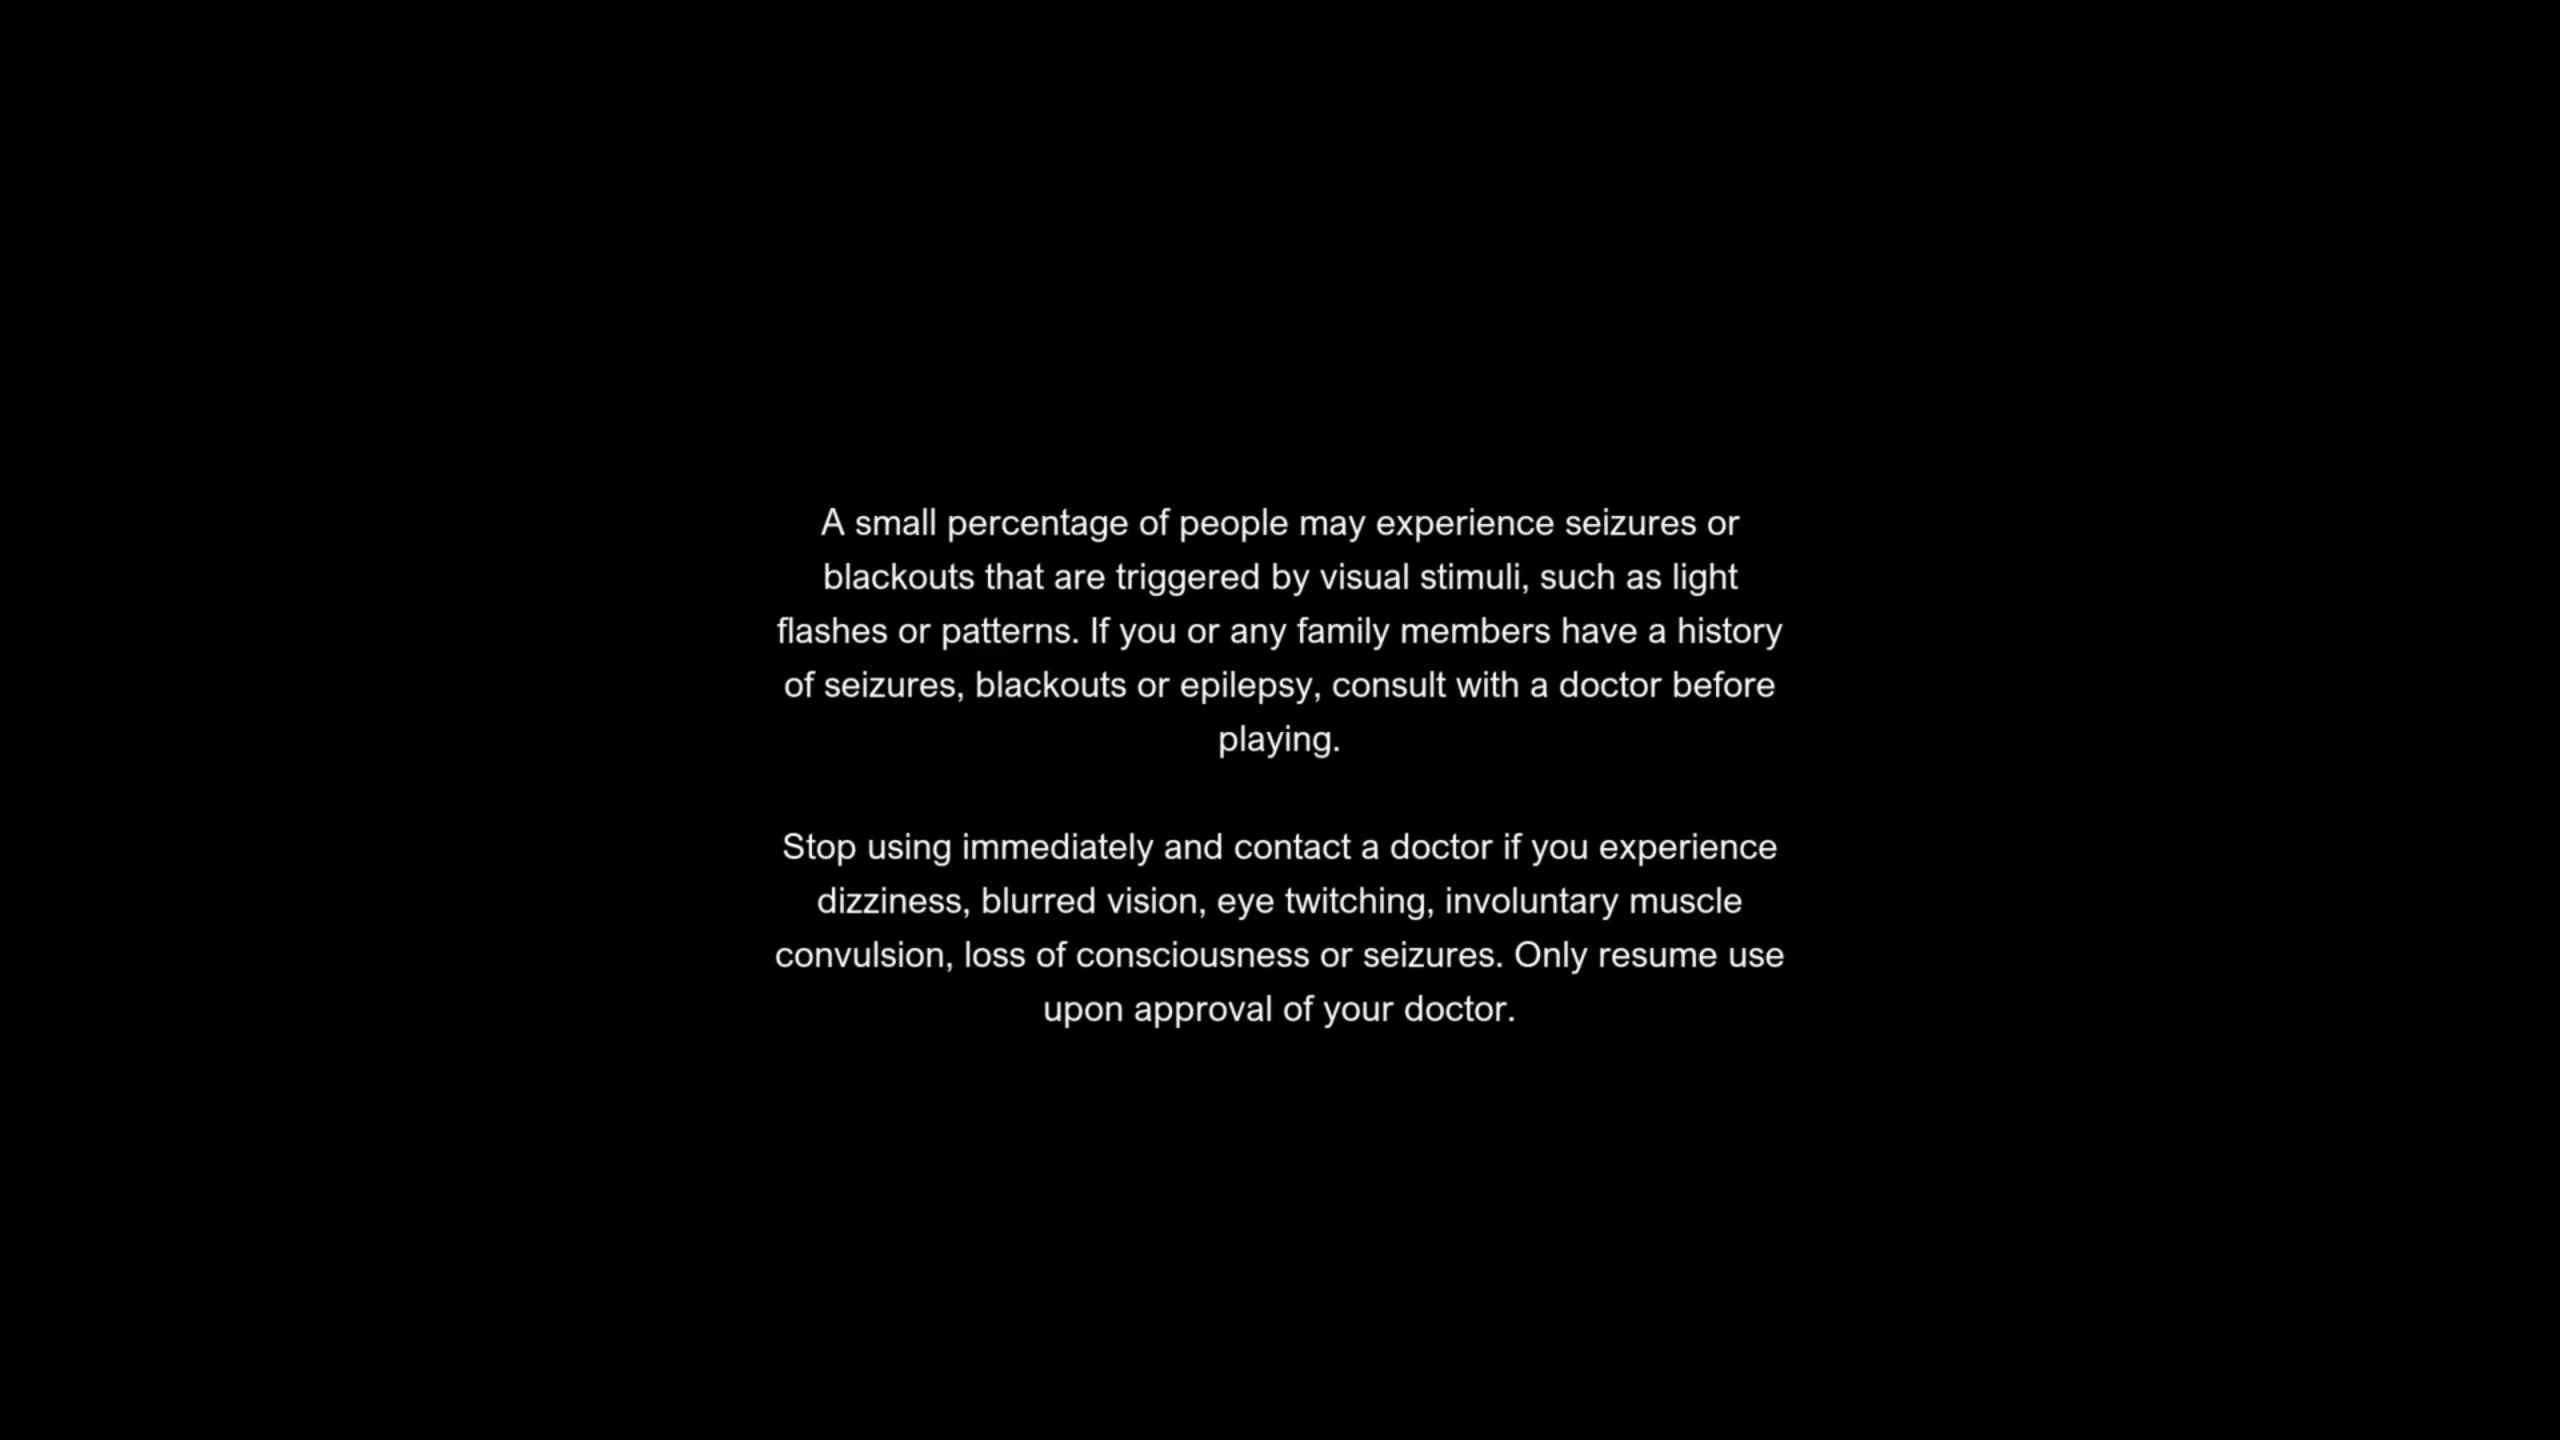 A small percentage of people may experience seizures or
blackouts that are triggered by visual stimuli, such as light
flashes or patterns. If you or any family members have a history
of seizures, blackouts or epilepsy, consult with a doctor before
playing.
Stop using immediately and contact a doctor if you experience
dizziness, blurred vision, eye twitching, involuntary muscle
convulsion, loss of consciousness or seizures. Only resume use
upon approval of your doctor.